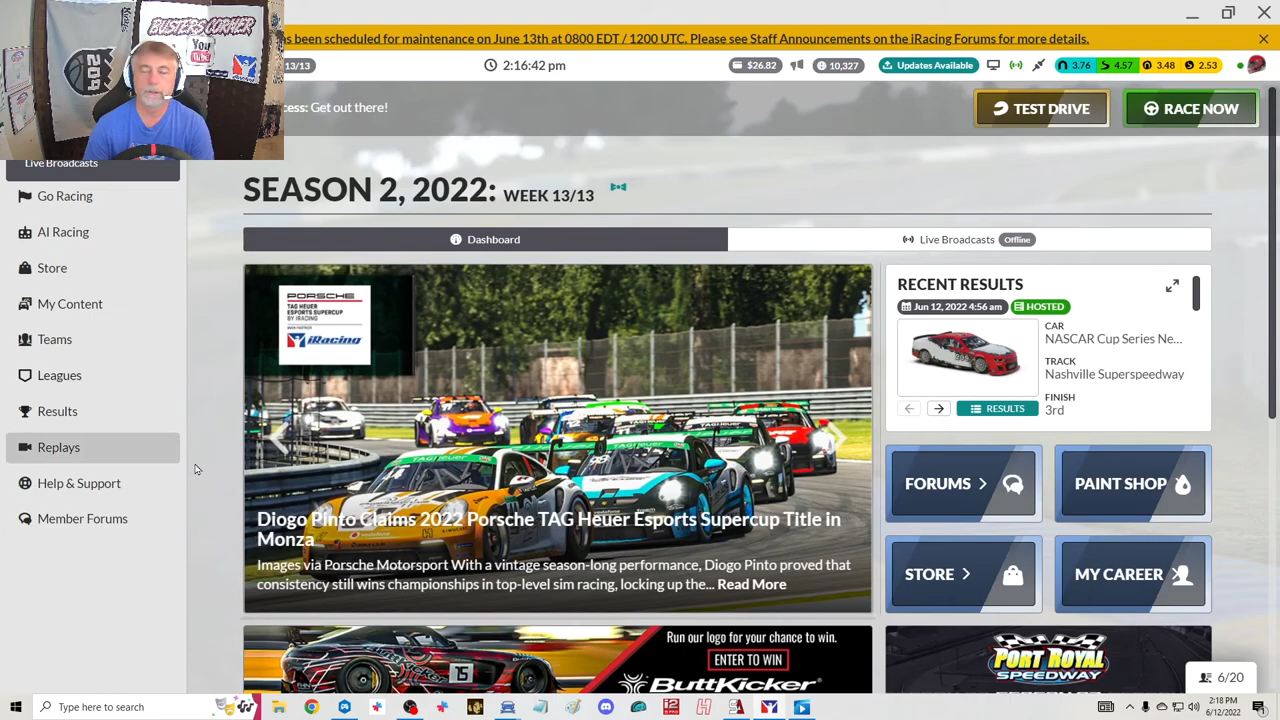 BUSTERS CORNER
You
209
en scheduled for maintenance on June 13th at 0800 EDT / 1200 UTC. Please see Staff Announcements on the iRacing Forums for more details.
13/13
2:16:42 pm
$26.82
10,327
Updates Available
3.76
4.57
3.48
2.53
cess: Get out there!
TEST DRIVE
RACE NOW
Live Broadcasts
Go Racing
AI Racing
Store
My Content
Teams
Leagues
Results
Replays
Help & Support
Member Forums
SEASON 2, 2022: WEEK 13/13
Dashboard
Live Broadcasts Offline
PORSCHE
TAG HEUER
ESPORTS SUPERCUP
BY iRACING
iRacing
TAGHEUER
Diogo Pinto Claims 2022 Porsche TAG Heuer Esports Supercup Title in
Monza
Images via Porsche Motorsport With a vintage season-long performance, Diogo Pinto proved that
consistency still wins championships in top-level sim racing, locking up the... Read More
RECENT RESULTS
Jun 12, 2022 4:56 am HOSTED
CAR
NASCAR Cup Series Ne...
TRACK
Nashville Superspeedway
FINISH
3rd
RESULTS
FORUMS
PAINT SHOP
STORE
MY CAREER
15
Run our logo for your chance to win.
ENTER TO WIN
ButtKicker
PORT ROYAL
SPEEDWAY
6/20
Type here to search
2:18 PM
6/12/2022